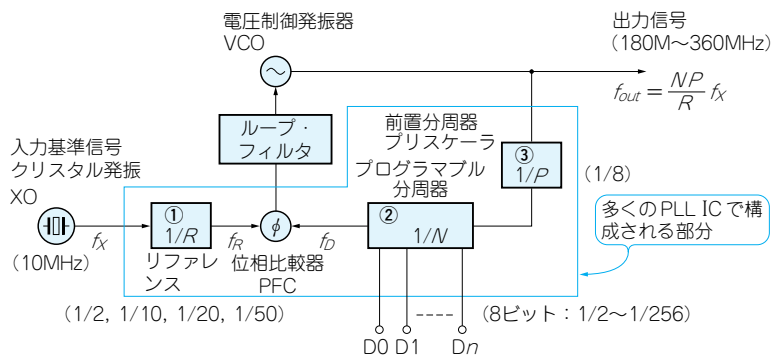 電圧制御発振器
VCO
出力信号
(180M〜360MHz)
fout = NP/R fX
ループ・
フィルタ
前置分周器
プリスケーラ
③
1/P
(1/8)
入力基準信号
クリスタル発振
XO
プログラマブル
分周器
多くのPLL ICで構
成される部分
fX
①
1/R
fR
ϕ
fD
②
1/N
(10MHz)
リファレ
ンス
位相比較器
PFC
(1/2, 1/10, 1/20, 1/50)
(8ビット：1/2〜1/256)
D0 D1 ---- Dn